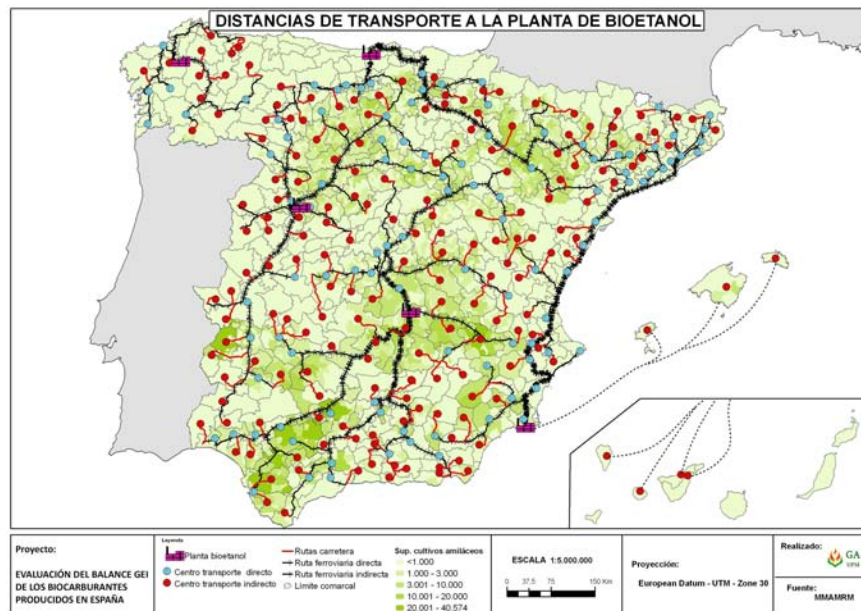 DISTANCIAS DE TRANSPORTE A LA PLANTA DE BIOETANOL
Proyecto:
EVALUACIÓN DEL BALANCE GEI
DE LOS BIOCARBURANTES
PRODUCIDOS EN ESPAÑA
Leyenda
Planta bioetanol
Centro transporte directo
Centro transporte indirecto
Rutas carretera
Ruta ferroviaria directa
Ruta ferroviaria indirecta
Límite comarcal
Sup. cultivos amiláceos
<1.000
1.000 - 3.000
3.001 - 10.000
10.001 - 20.000
20.001 - 40.574
ESCALA 1:5.000.000
0 37,5 75 150 Km
Proyección:
European Datum - UTM - Zone 30
Realizado:
GA
Fuente:
MMAMRM